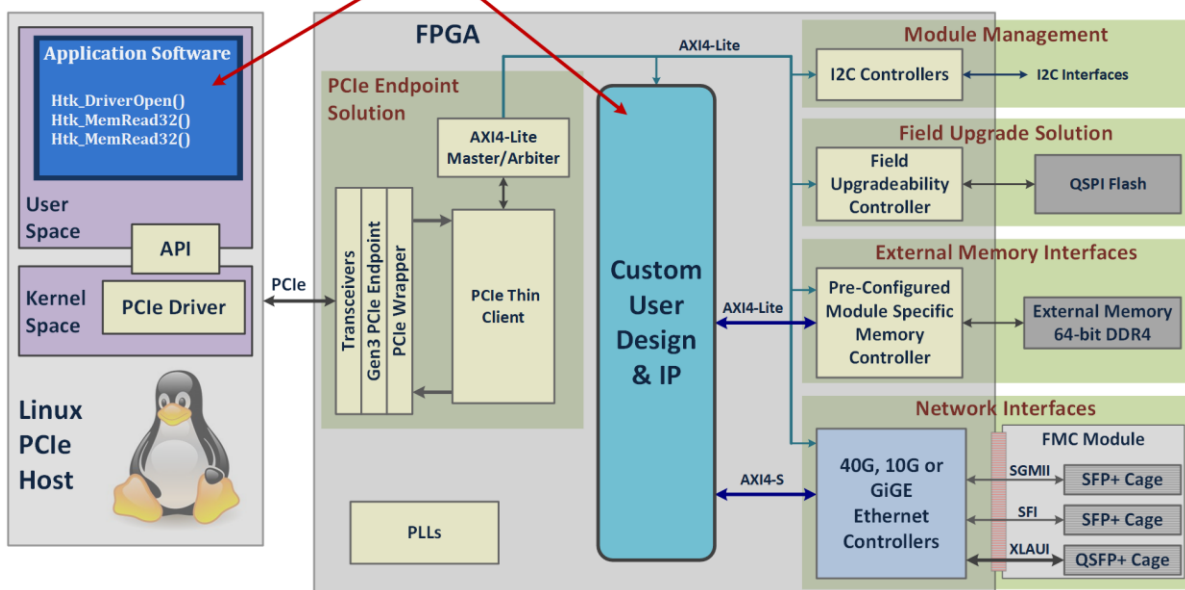 Application Software
Htk_DriverOpen()
Htk_MemRead32()
Htk_MemRead32()
User
Space
API
Kernel
Space
PCIe Driver
Linux
PCIe
Host
PCIe
FPGA
PCIe Endpoint
Solution
AXI4-Lite
Master/Arbiter
Transceivers
Gen3 PCIe Endpoint
PCIe Wrapper
PCIe Thin
Client
PLLs
AXI4-Lite
Custom
User
Design
& IP
AXI4-Lite
AXI4-S
Module Management
I2C Controllers
I2C Interfaces
Field Upgrade Solution
Field
Upgradeability
Controller
QSPI Flash
External Memory Interfaces
Pre-Configured
Module Specific
Memory
Controller
External Memory
64-bit DDR4
Network Interfaces
40G, 10G or
GiGE
Ethernet
Controllers
FMC Module
SGMII
SFP+ Cage
SFI
SFP+ Cage
XLAUI
QSFP+ Cage